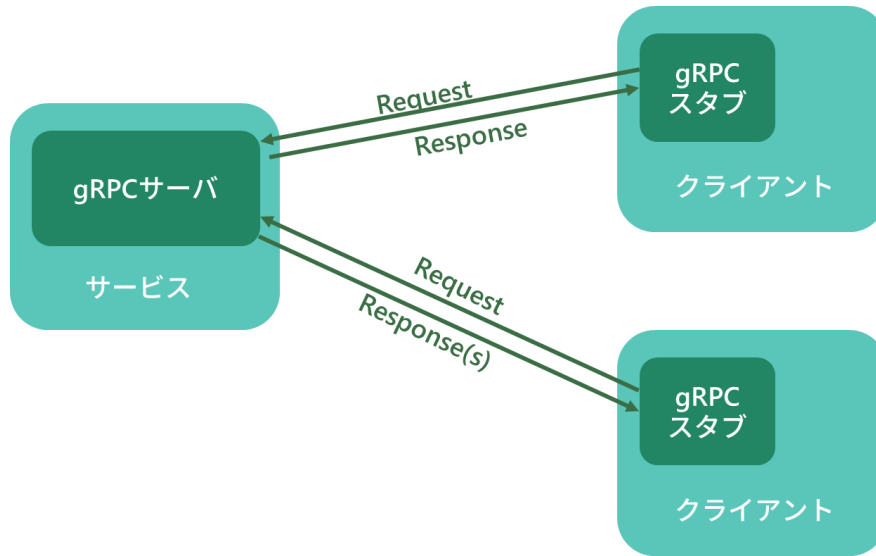 gRPC
スタブ
クライアント
Request
Response
gRPCサーバ
サービス
Request
Response(s)
gRPC
スタブ
クライアント